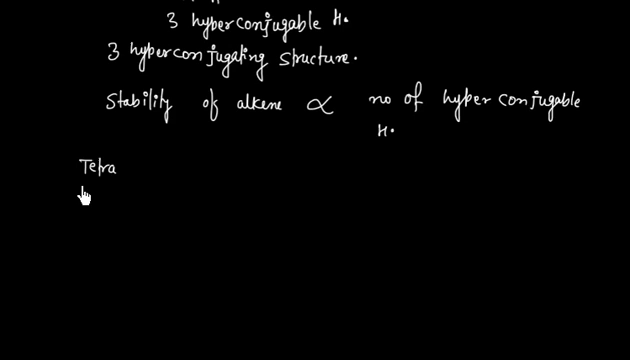 3 hyperconjugable H.
3 hyperconjugating structure.
Stability of alkene ∝ no of hyperconjugable
H.
Tetra